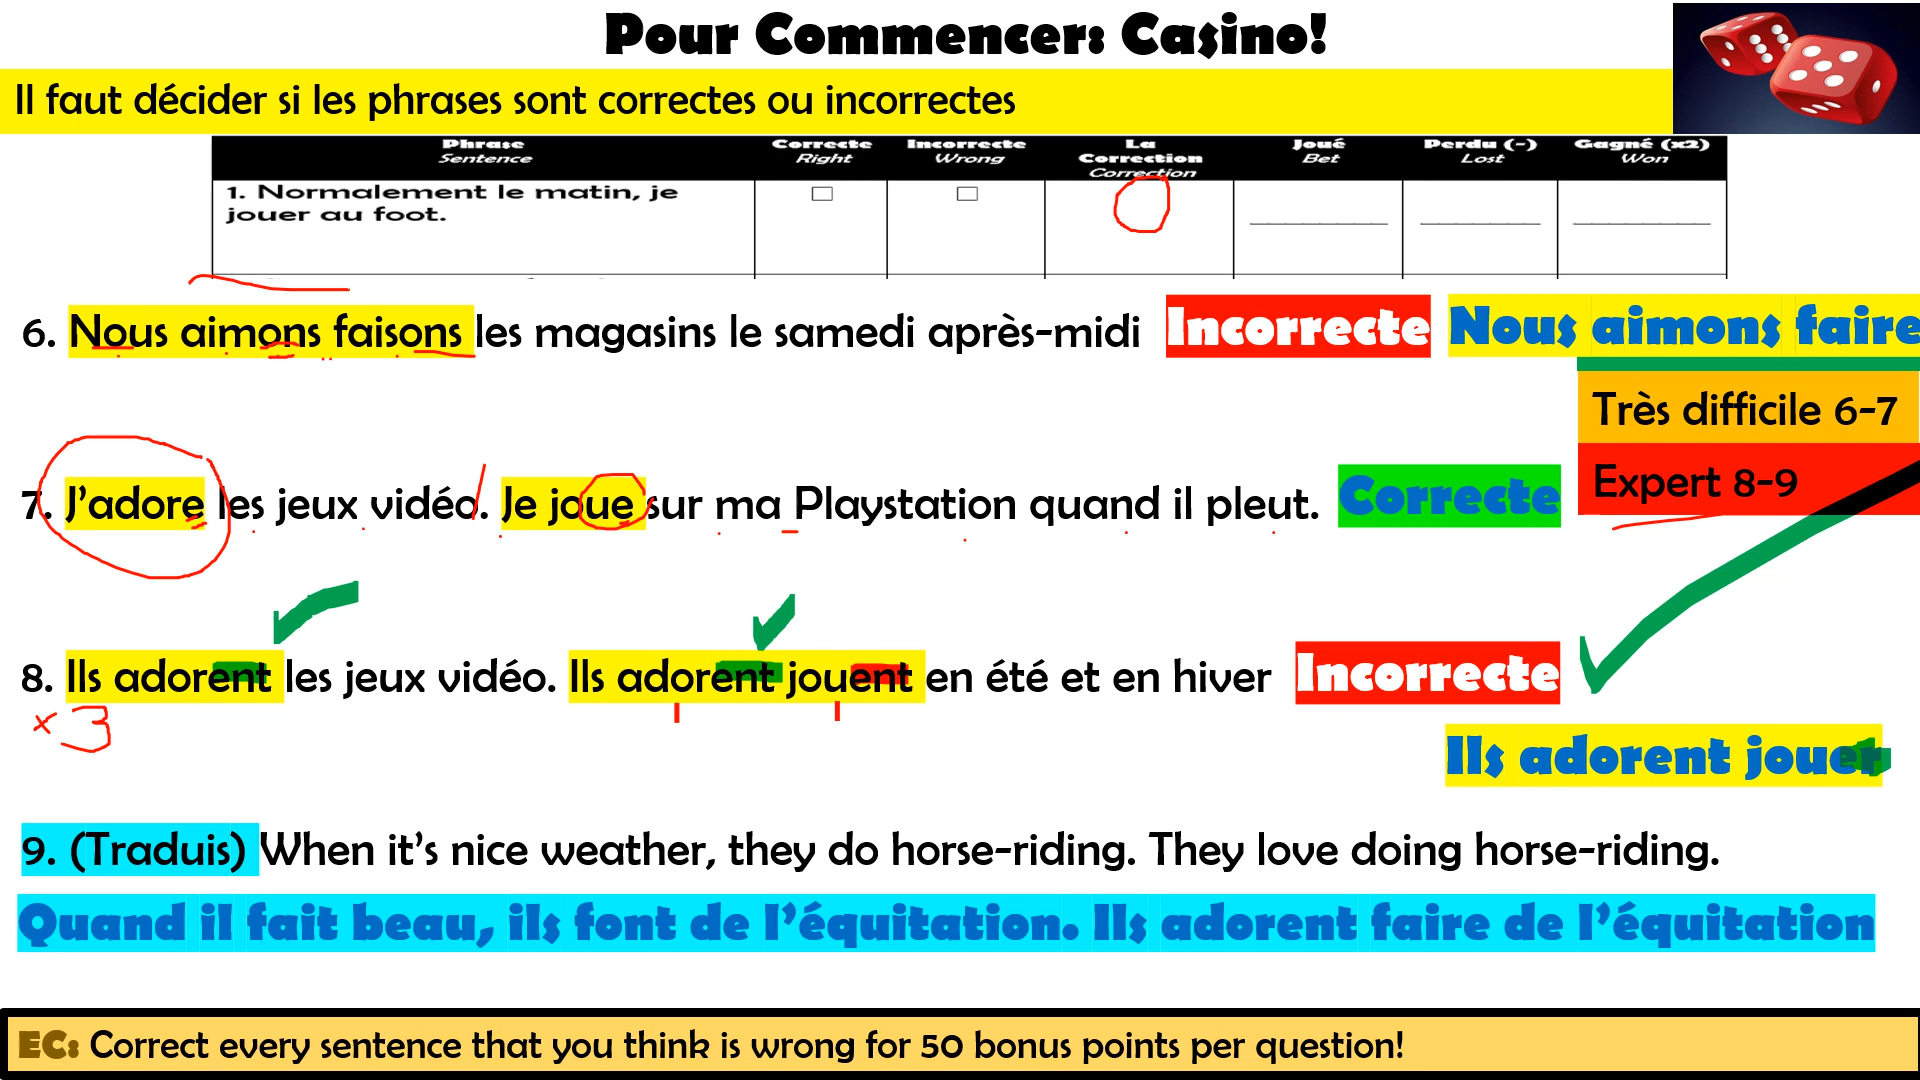 Pour Commencer: Casino!
Il faut décider si les phrases sont correctes ou incorrectes
Phrase Correcte Incorrecte La Joué Perdu (-) Gagné (x2)
Sentence Right Wrong Correction Bet Lost Won
Correction
1. Normalement le matin, je
jouer au foot.
6. Nous aimons faisons les magasins le samedi après-midi Incorrecte Nous aimons faire
Très difficile 6-7
Expert 8-9
7. J'adore les jeux vidéo. Je joue sur ma Playstation quand il pleut. Correcte
8. Ils adorent les jeux vidéo. Ils adorent jouent en été et en hiver Incorrecte
x3
Ils adorent jouer
9. (Traduis) When it's nice weather, they do horse-riding. They love doing horse-riding.
Quand il fait beau, ils font de l'équitation. Ils adorent faire de l'équitation
EC: Correct every sentence that you think is wrong for 50 bonus points per question!